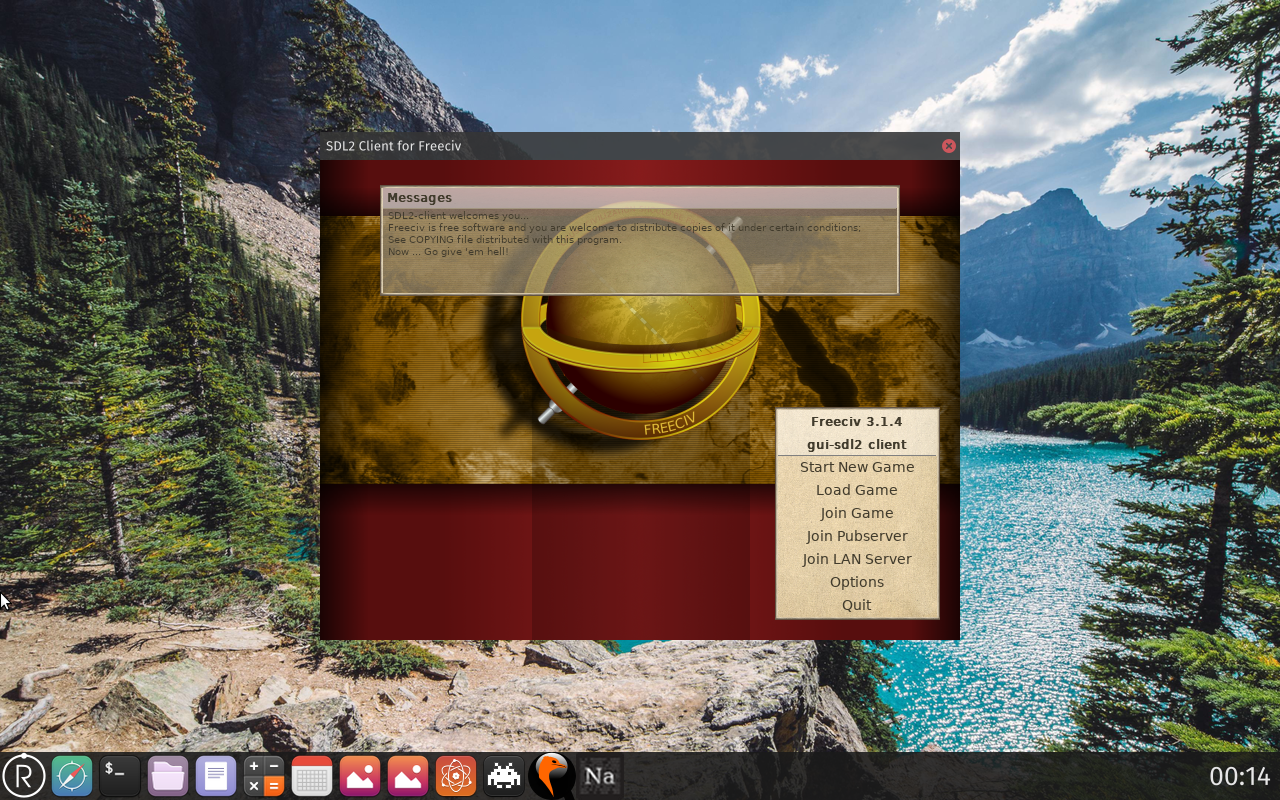 SDL2 Client for Freeciv
Messages
SDL2-client welcomes you...
Freeciv is free software and you are welcome to distribute copies of it under certain conditions;
See COPYING file distributed with this program.
Now ... Go give 'em hell!
FREECIV
Freeciv 3.1.4
gui-sdl2 client
Start New Game
Load Game
Join Game
Join Pubserver
Join LAN Server
Options
Quit
R
$_
Na
00:14